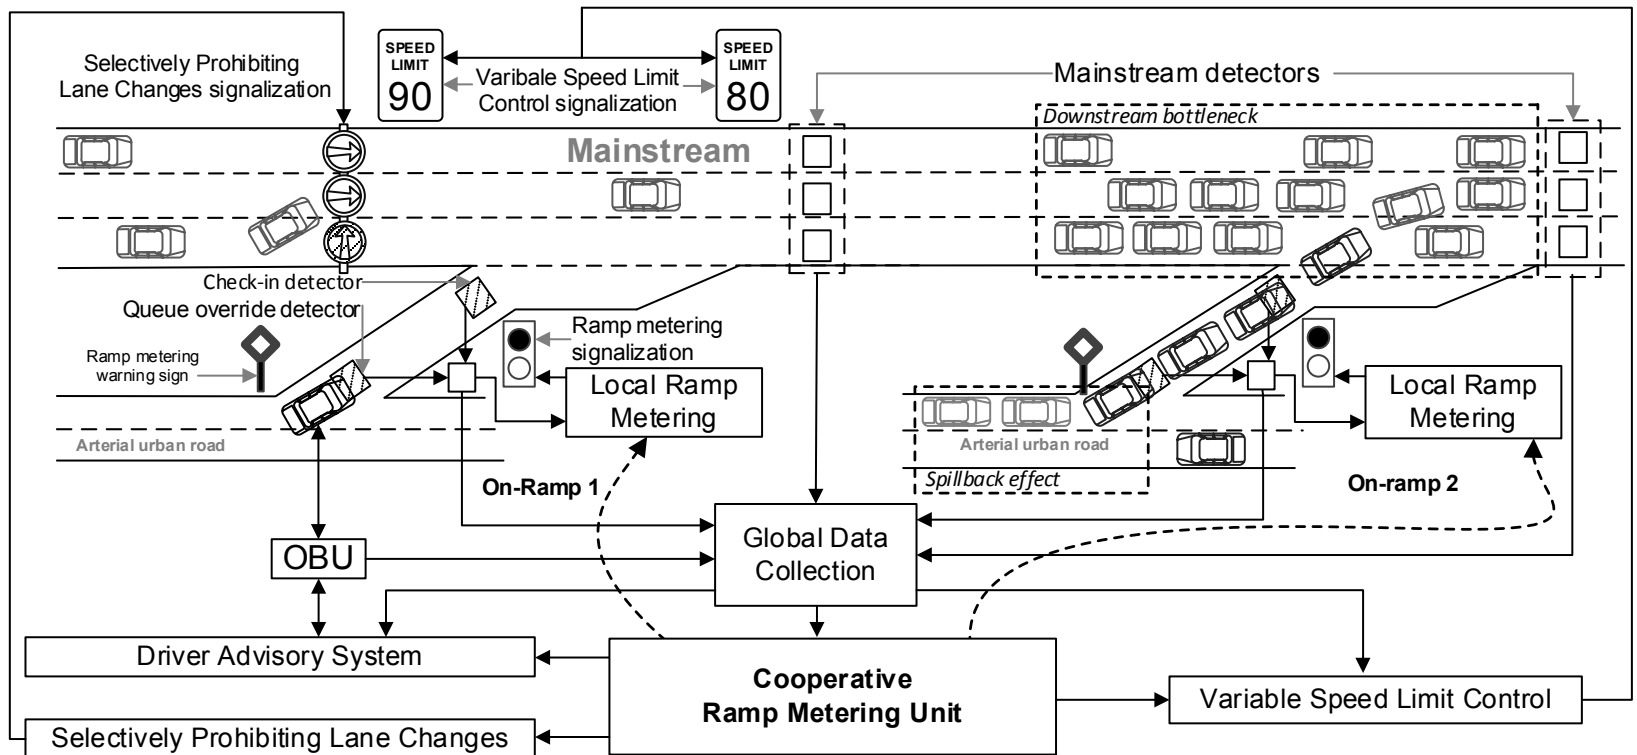 Selectively Prohibiting
Lane Changes signalization
SPEED
LIMIT
90
Varibale Speed Limit
Control signalization
SPEED
LIMIT
80
Mainstream detectors
Downstream bottleneck
Mainstream
Check-in detector
Queue override detector
Ramp metering
warning sign
Ramp metering
signalization
Local Ramp
Metering
Local Ramp
Metering
Arterial urban road
Arterial urban road
Spillback effect
On-Ramp 1
On-ramp 2
Global Data
Collection
OBU
Driver Advisory System
Cooperative
Ramp Metering Unit
Variable Speed Limit Control
Selectively Prohibiting Lane Changes